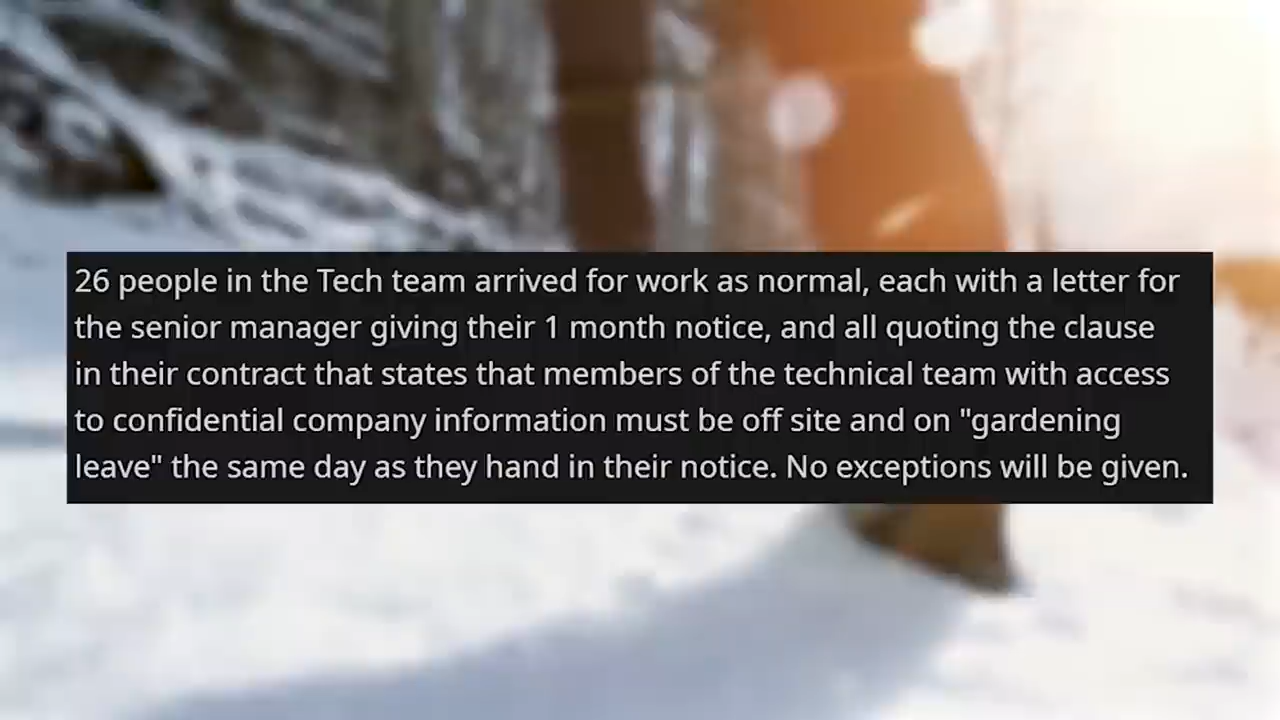 26 people in the Tech team arrived for work as normal, each with a letter for
the senior manager giving their 1 month notice, and all quoting the clause
in their contract that states that members of the technical team with access
to confidential company information must be off site and on "gardening
leave" the same day as they hand in their notice. No exceptions will be given.